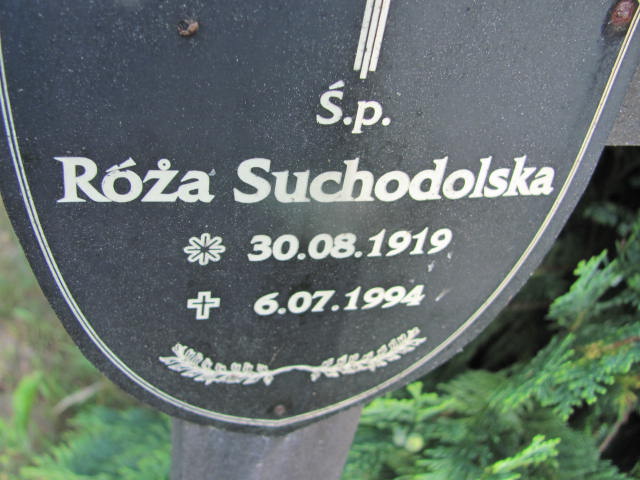 Ś.p.
Róża Suchodolska
30.08.1919
6.07.1994